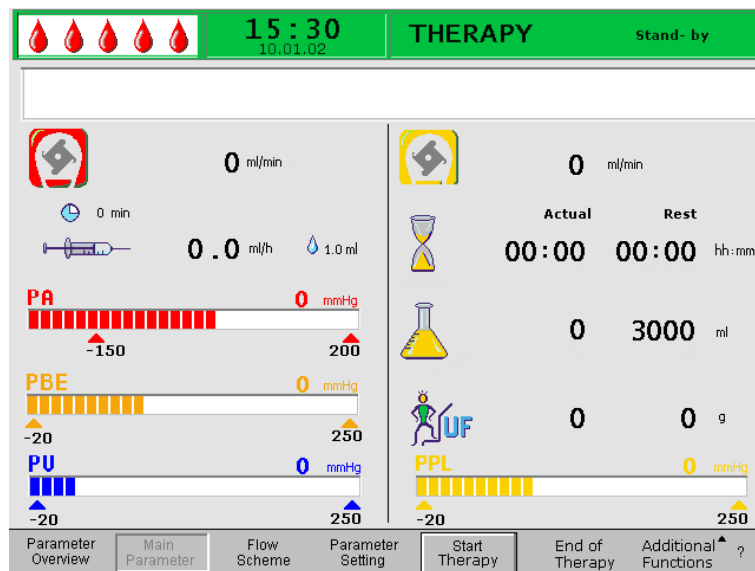 15:30
10.01.02
THERAPY
Stand- by
0 ml/min
0 min
0.0 ml/h
1.0 ml
PA 0 mmHg
-150 200
PBE 0 mmHg
-20 250
PV 0 mmHg
-20 250
0 ml/min
Actual Rest
00:00 00:00 hh:mm
0 3000 ml
UF 0 0 g
PPL 0 mmHg
-20 250
Parameter
Overview
Main
Parameter
Flow
Scheme
Parameter
Setting
Start
Therapy
End of
Therapy
Additional
Functions
?